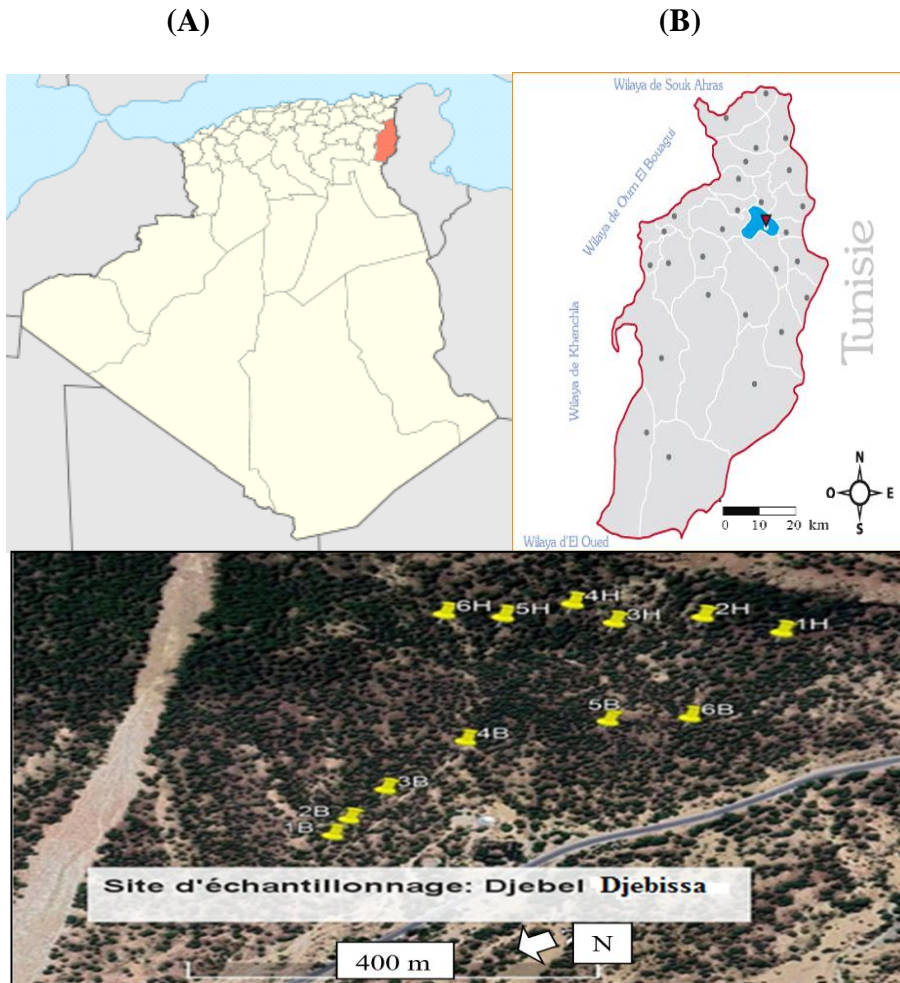 (A)
(B)
Wilaya de Souk Ahras
Wilaya de Oum El Bouagui
Wilaya de Khenchla
Tunisie
N
O
E
S
0 10 20 km
Wilaya d'El Oued
6H
5H
4H
3H
2H
1H
5B
6B
4B
3B
2B
1B
Site d'échantillonnage: Djebel Djebissa
N
400 m